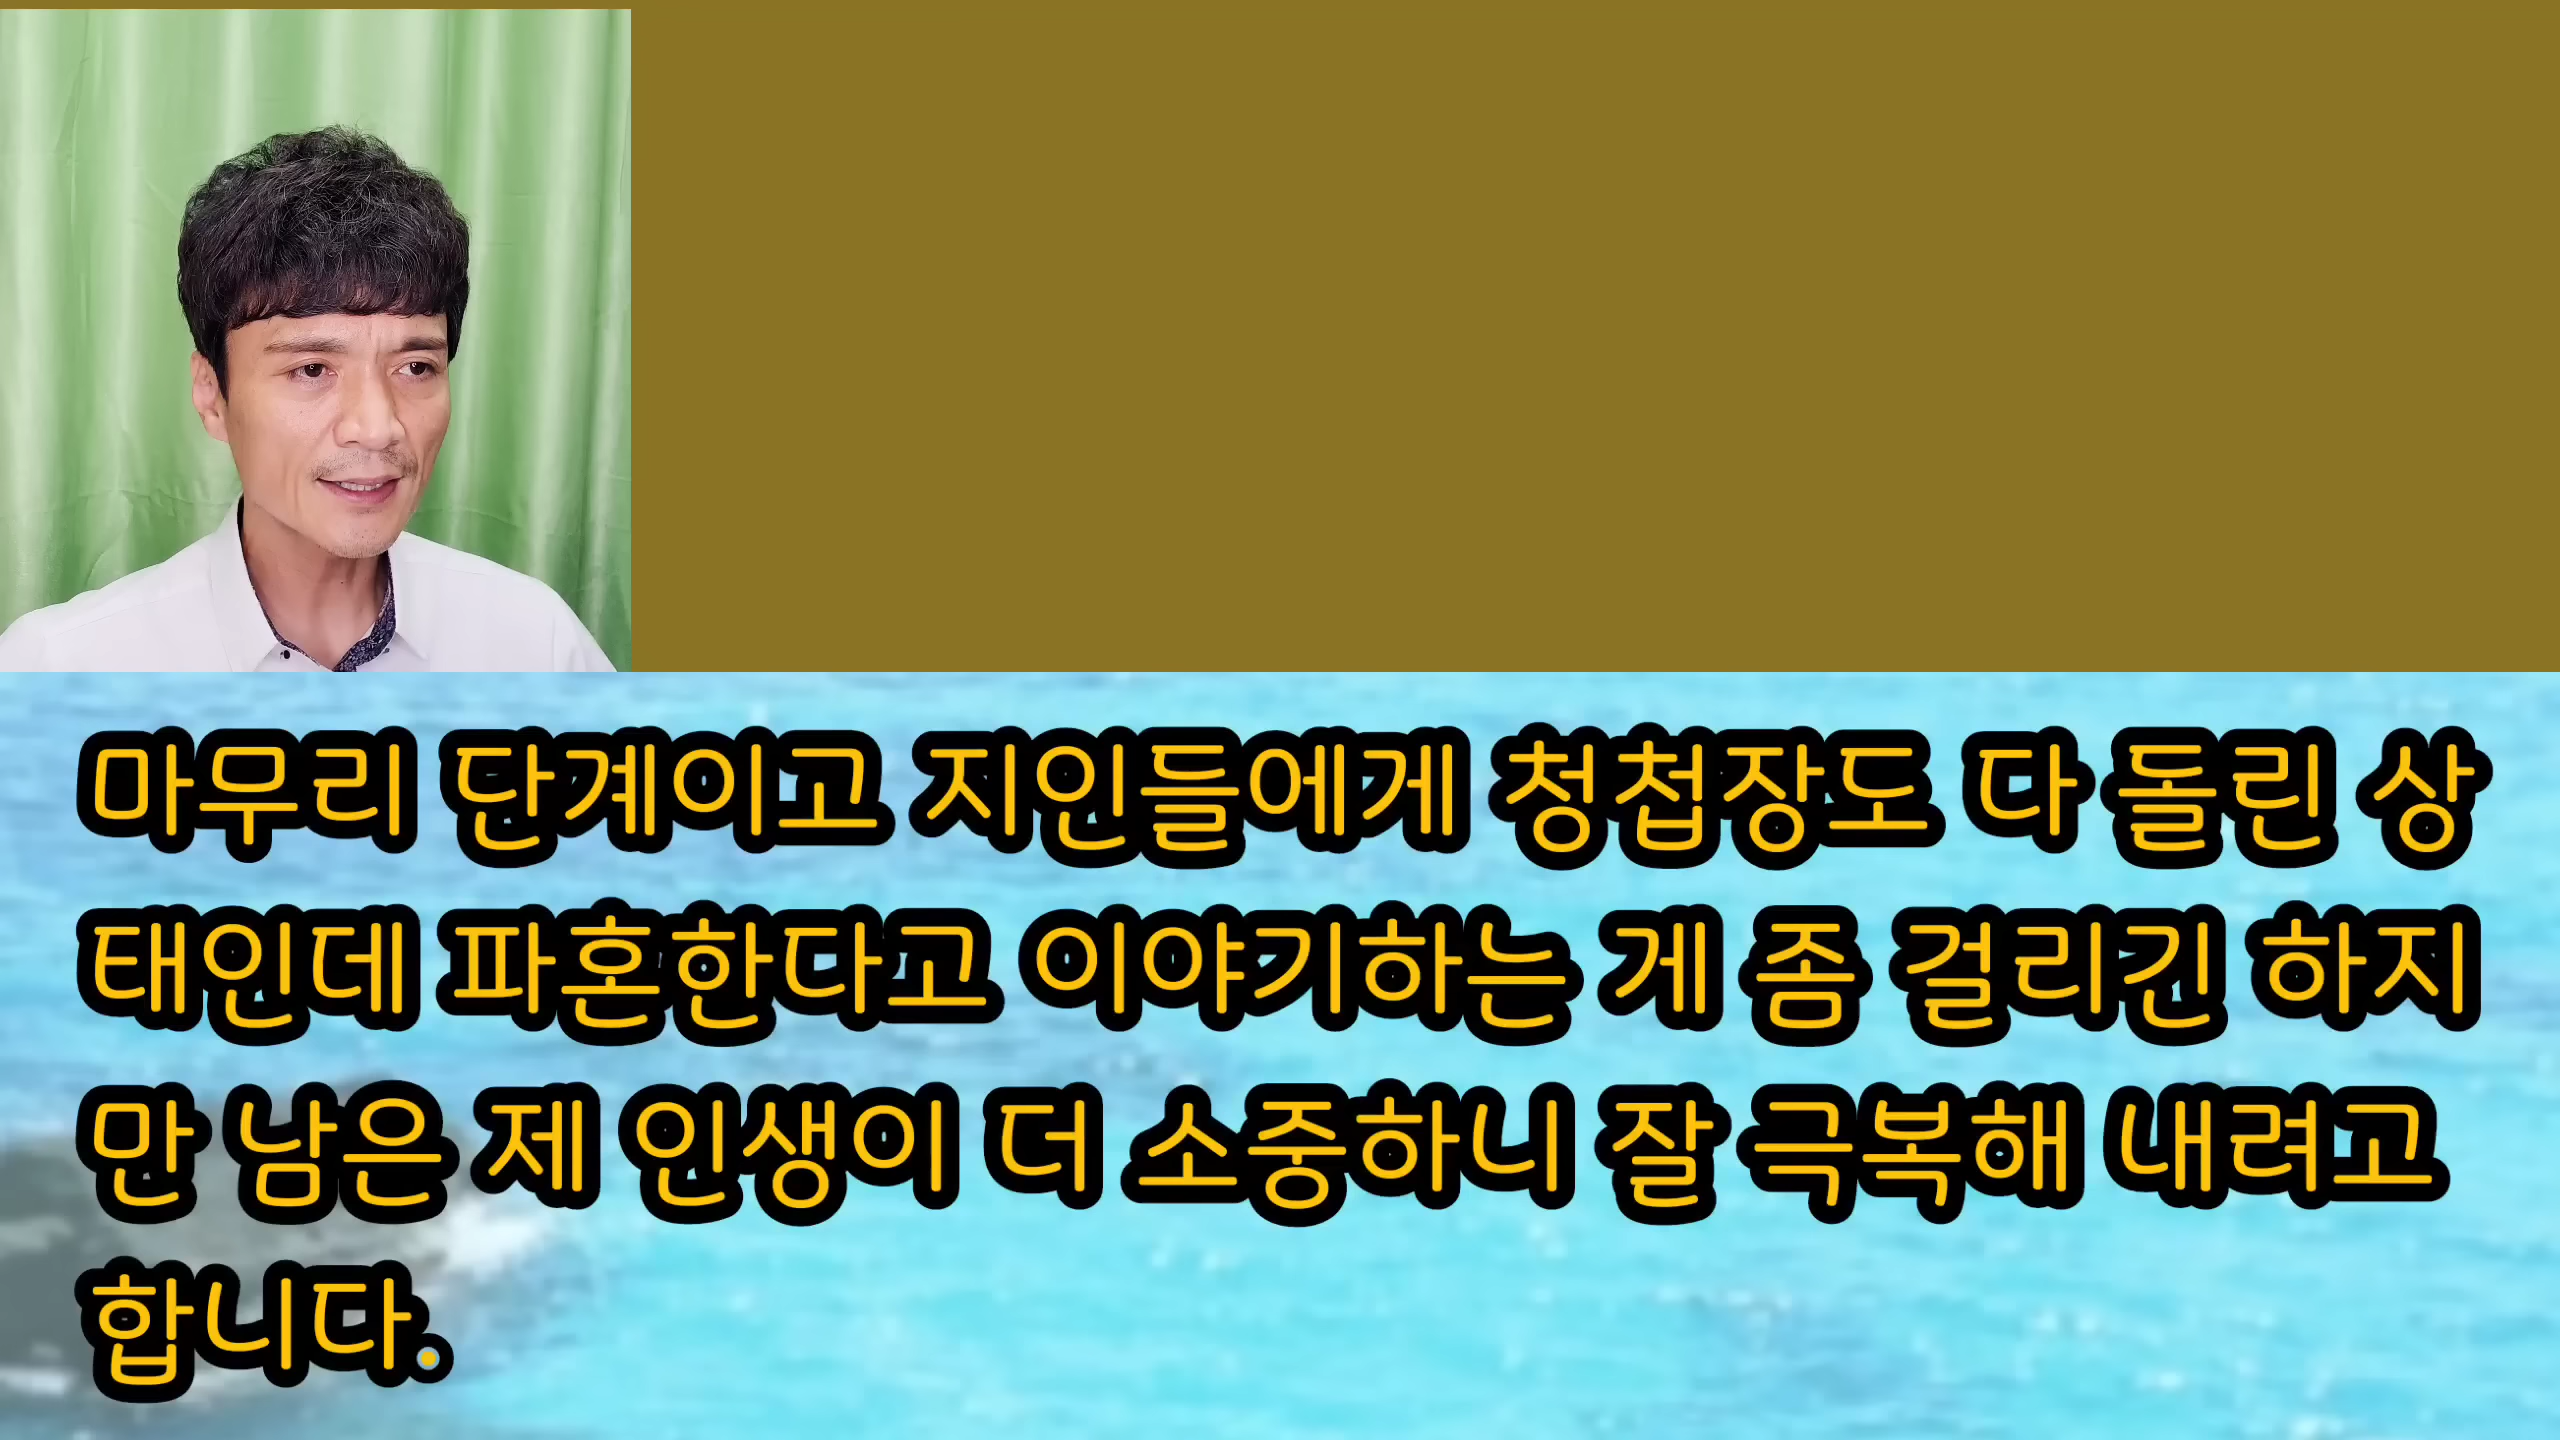 마무리 단계이고 지인들에게 청첩장도 다 돌린 상
태인데 파혼한다고 이야기하는 게 좀 걸리긴 하지
만 남은 제 인생이 더 소중하니 잘 극복해 내려고
합니다.